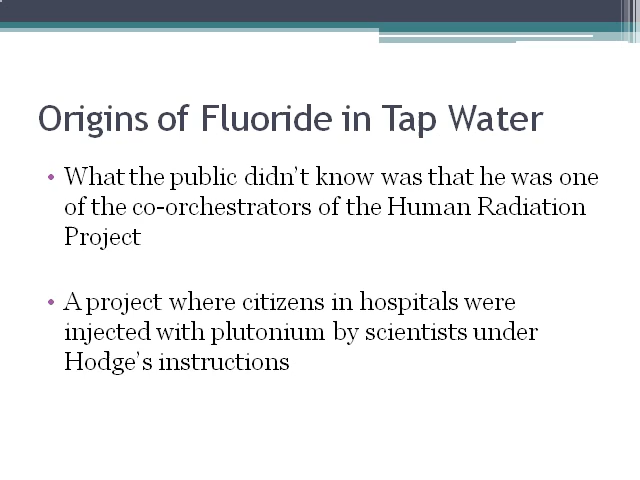 Origins of Fluoride in Tap Water
• What the public didn't know was that he was one
of the co-orchestrators of the Human Radiation
Project
• A project where citizens in hospitals were
injected with plutonium by scientists under
Hodge's instructions